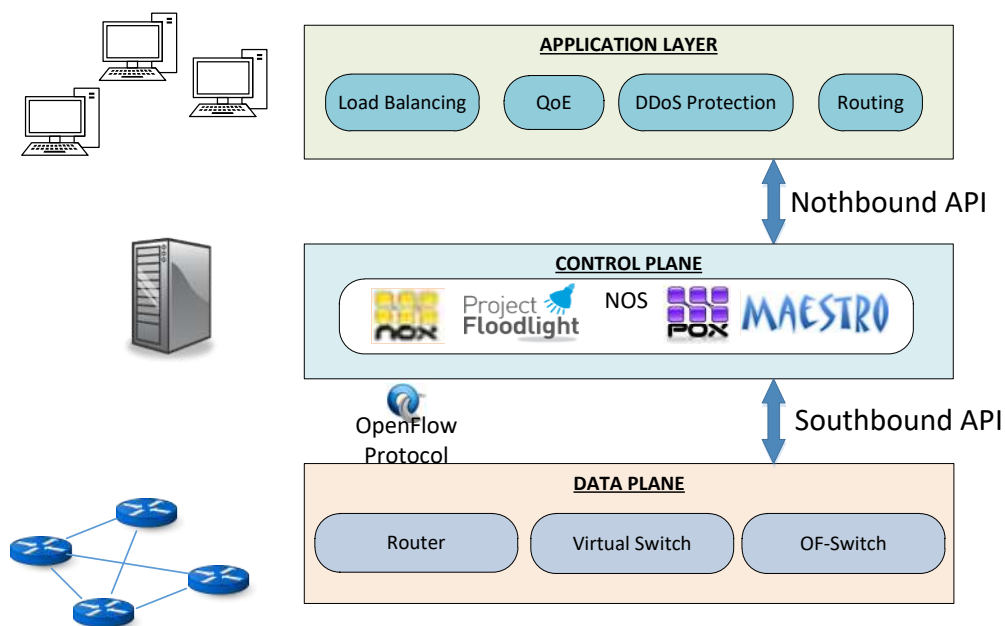 APPLICATION LAYER
Load Balancing
QoE
DDoS Protection
Routing
Nothbound API
CONTROL PLANE
nox
Project
Floodlight
NOS
POX
MAESTRO
OpenFlow
Protocol
Southbound API
DATA PLANE
Router
Virtual Switch
OF-Switch